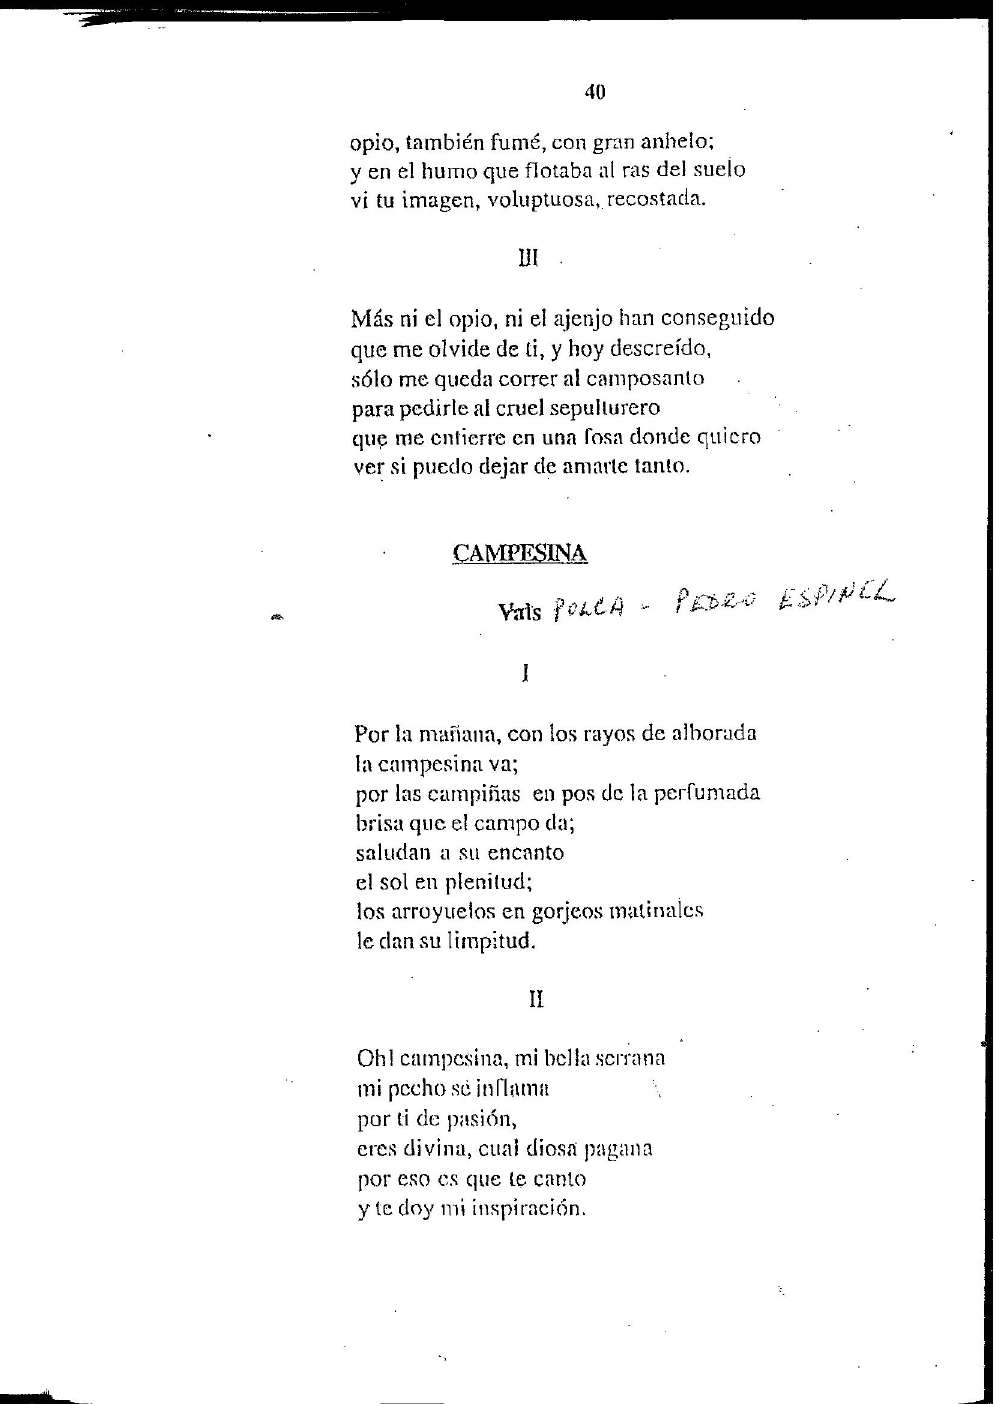 40
opio, también fumé, con gran anhelo;
y en el humo que flotaba al ras del suelo
vi tu imagen, voluptuosa, recostada.
III
Más ni el opio, ni el ajenjo han conseguido
que me olvide de ti, y hoy descreído,
sólo me queda correr al camposanto
para pedirle al cruel sepulturero
que me entierre en una fosa donde quiero
ver si puedo dejar de amarte tanto.
CAMPESINA
Vals POLCA - PEDRO ESPINEL
I
Por la mañana, con los rayos de alborada
la campesina va;
por las campiñas en pos de la perfumada
brisa que el campo da;
saludan a su encanto
el sol en plenitud;
los arroyuelos en gorjeos matinales
le dan su limpitud.
II
Oh! campesina, mi bella serrana
mi pecho se inflama
por ti de pasión,
eres divina, cual diosa pagana
por eso es que te canto
y te doy mi inspiración.